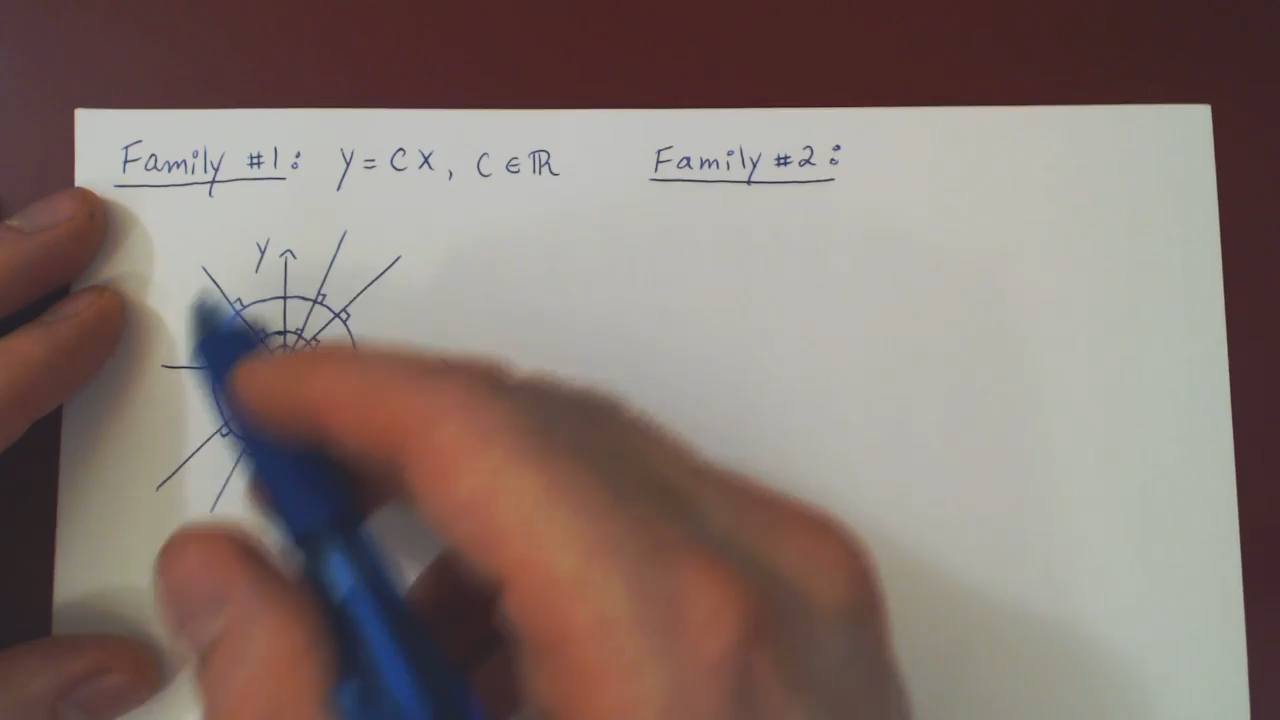 Family #1: y = cx, c ∈ ℝ
Family #2:
y